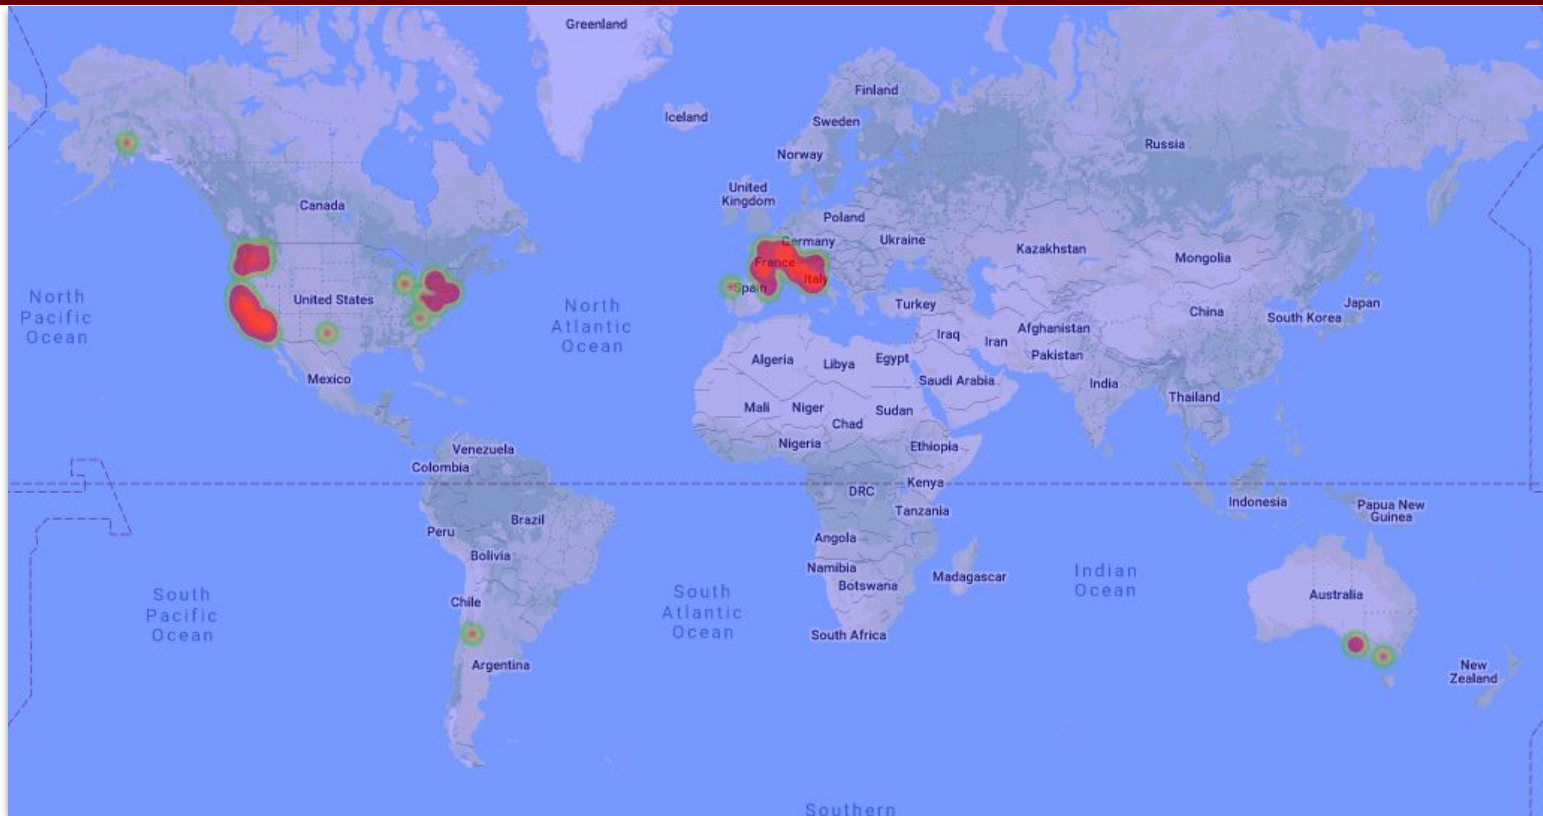 Greenland
Iceland
Finland
Sweden
Norway
Russia
United
Kingdom
Canada
Poland
Germany
Ukraine
Kazakhstan
Mongolia
France
Italy
Spain
North
Pacific
Ocean
United States
North
Atlantic
Ocean
Turkey
China
Japan
South Korea
Iraq
Iran
Afghanistan
Pakistan
Algeria
Libya
Egypt
Saudi Arabia
India
Thailand
Mexico
Mali
Niger
Chad
Sudan
Nigeria
Ethiopia
Venezuela
Colombia
DRC
Kenya
Tanzania
Indonesia
Papua New
Guinea
Peru
Brazil
Bolivia
Angola
Namibia
Botswana
Madagascar
Indian
Ocean
South
Pacific
Ocean
Chile
South
Atlantic
Ocean
Australia
South Africa
Argentina
New
Zealand
Southern